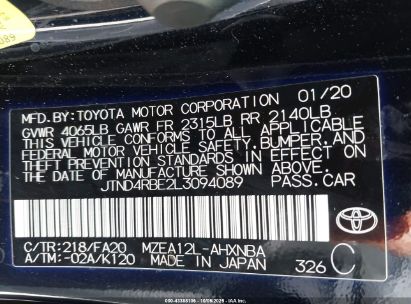 089
MFD.BY:TOYOTA MOTOR CORPORATION 01/20
GVWR 4065LB GAWR FR 2315LB RR 2140LB
THIS VEHICLE CONFORMS TO ALL APPLICABLE
FEDERAL MOTOR VEHICLE SAFETY,BUMPER,AND
THEFT PREVENTION STANDARDS IN EFFECT ON
THE DATE OF MANUFACTURE SHOWN ABOVE.
JTND4RBE2L3094089 PASS.CAR
C/TR:218/FA20 MZEA12L-AHXNBA
A/TM:-02A/K120 MADE IN JAPAN 326 C
TOYOTA